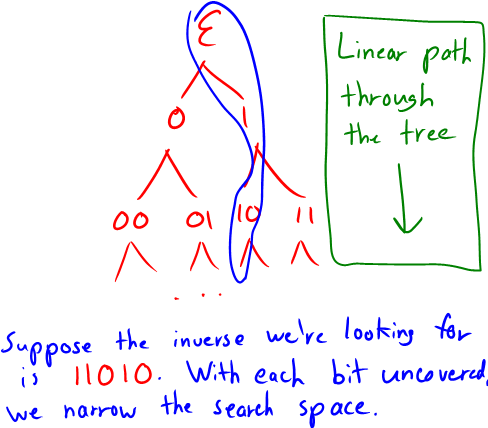 ε
0 1
00 01 10 11
. . .
Linear path
through
the tree
Suppose the inverse we're looking for
is 11010. With each bit uncovered,
we narrow the search space.